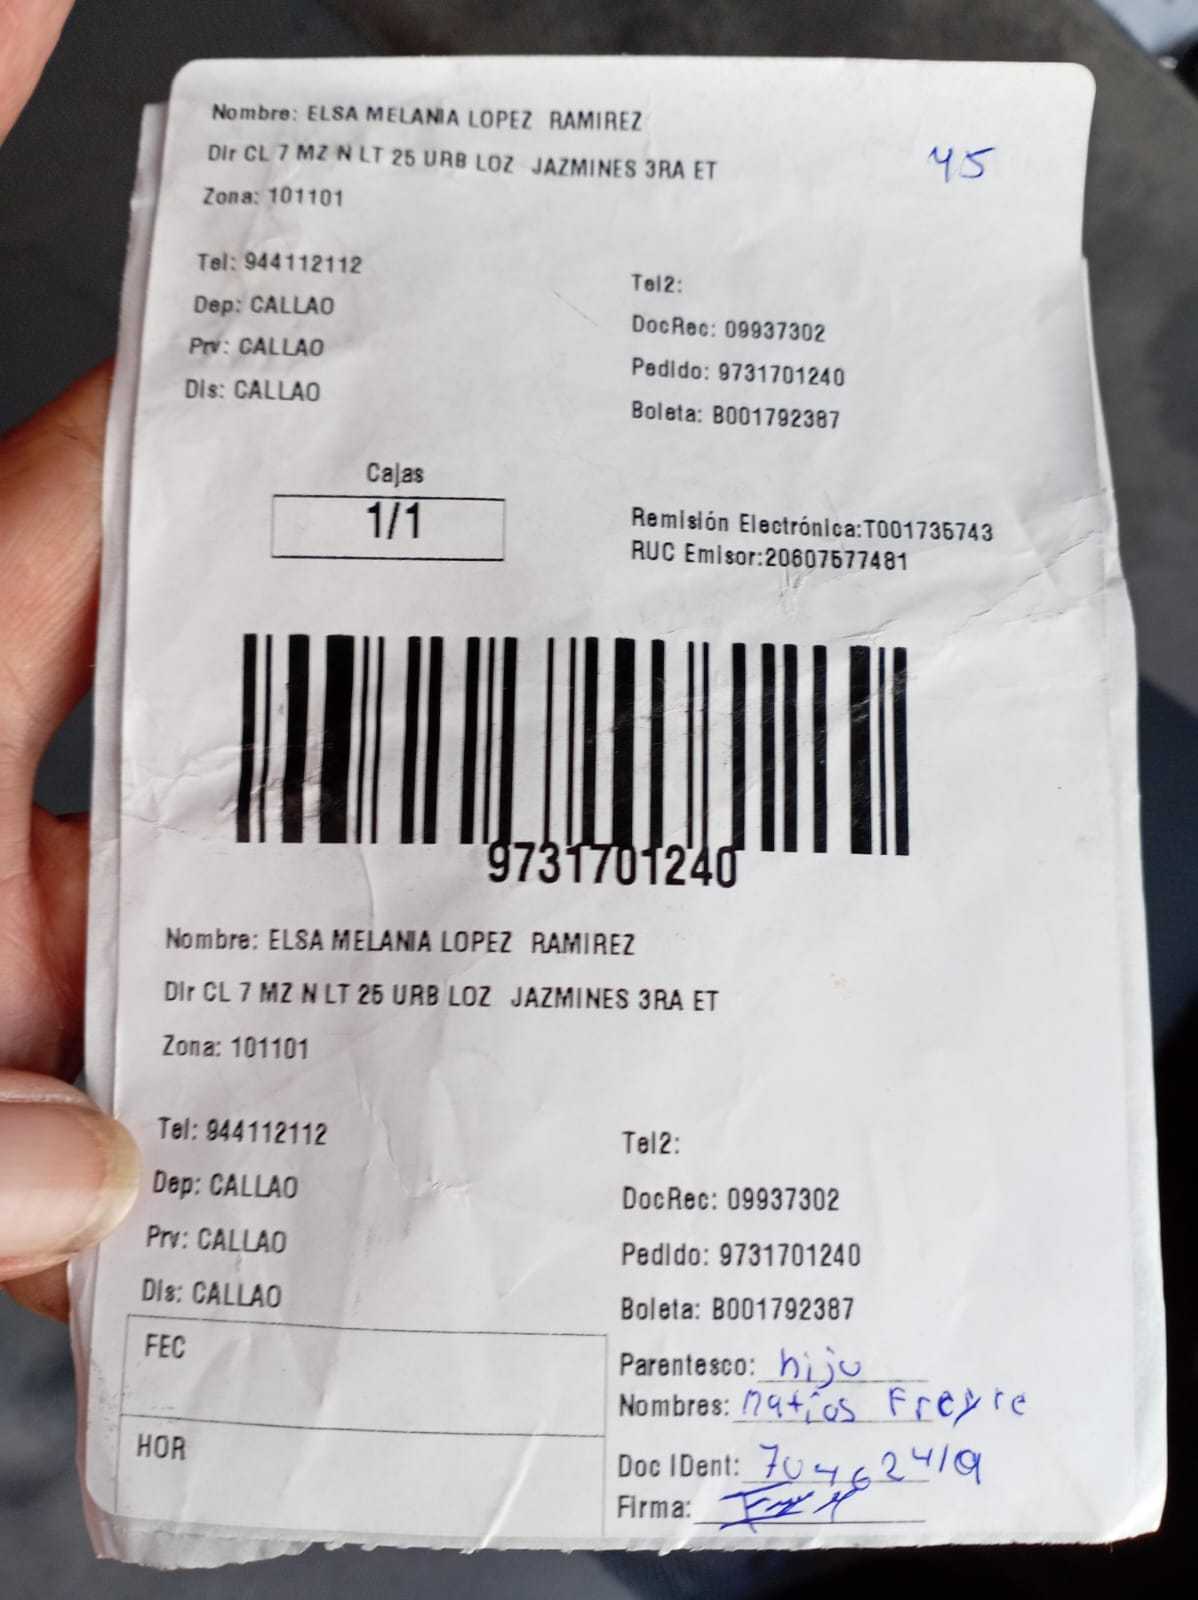 Nombre: ELSA MELANIA LOPEZ RAMIREZ
Dir CL 7 MZ N LT 25 URB LOZ JAZMINES 3RA ET
45
Zona: 101101
Tel: 944112112
Tel2:
Dep: CALLAO
DocRec: 09937302
Prv: CALLAO
Pedido: 9731701240
Dis: CALLAO
Boleta: B001792387
Cajas
1/1
Remisión Electrónica:T001735743
RUC Emisor:20607577481
9731701240
Nombre: ELSA MELANIA LOPEZ RAMIREZ
Dir CL 7 MZ N LT 25 URB LOZ JAZMINES 3RA ET
Zona: 101101
Tel: 944112112
Tel2:
Dep: CALLAO
DocRec: 09937302
Prv: CALLAO
Pedido: 9731701240
Dis: CALLAO
Boleta: B001792387
FEC
Parentesco: hijo
Nombres: Matias Freyre
HOR
Doc IDent:
Firma: